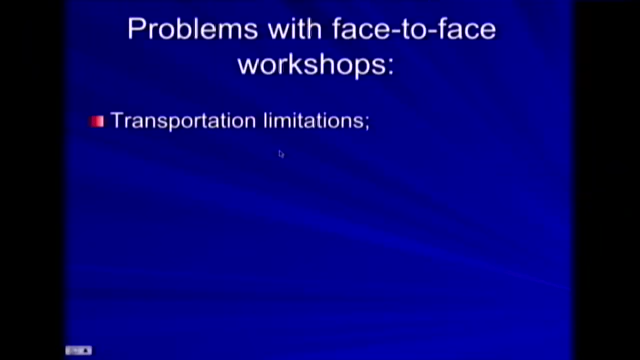 Problems with face-to-face
workshops:
Transportation limitations;